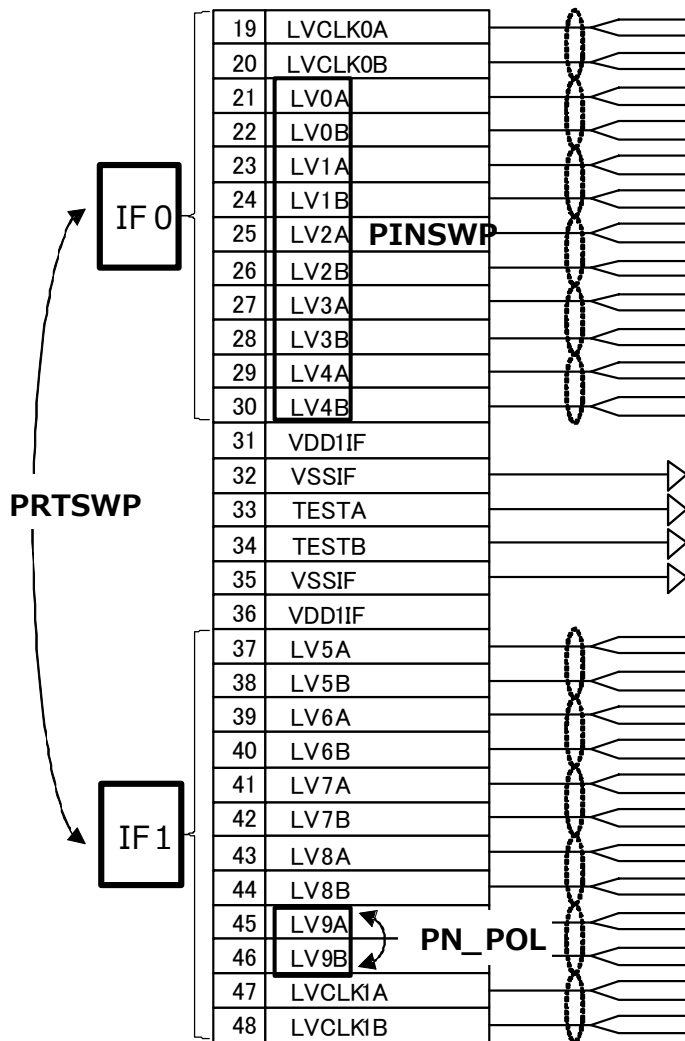 19 LVCLK0A
20 LVCLK0B
21 LV0A
22 LV0B
23 LV1A
24 LV1B
IF0
25 LV2A PINSWP
26 LV2B
27 LV3A
28 LV3B
29 LV4A
30 LV4B
31 VDD1IF
32 VSSIF
PRTSWP
33 TESTA
34 TESTB
35 VSSIF
36 VDD1IF
37 LV5A
38 LV5B
39 LV6A
40 LV6B
41 LV7A
42 LV7B
IF1
43 LV8A
44 LV8B
45 LV9A
PN_POL
46 LV9B
47 LVCLK1A
48 LVCLK1B